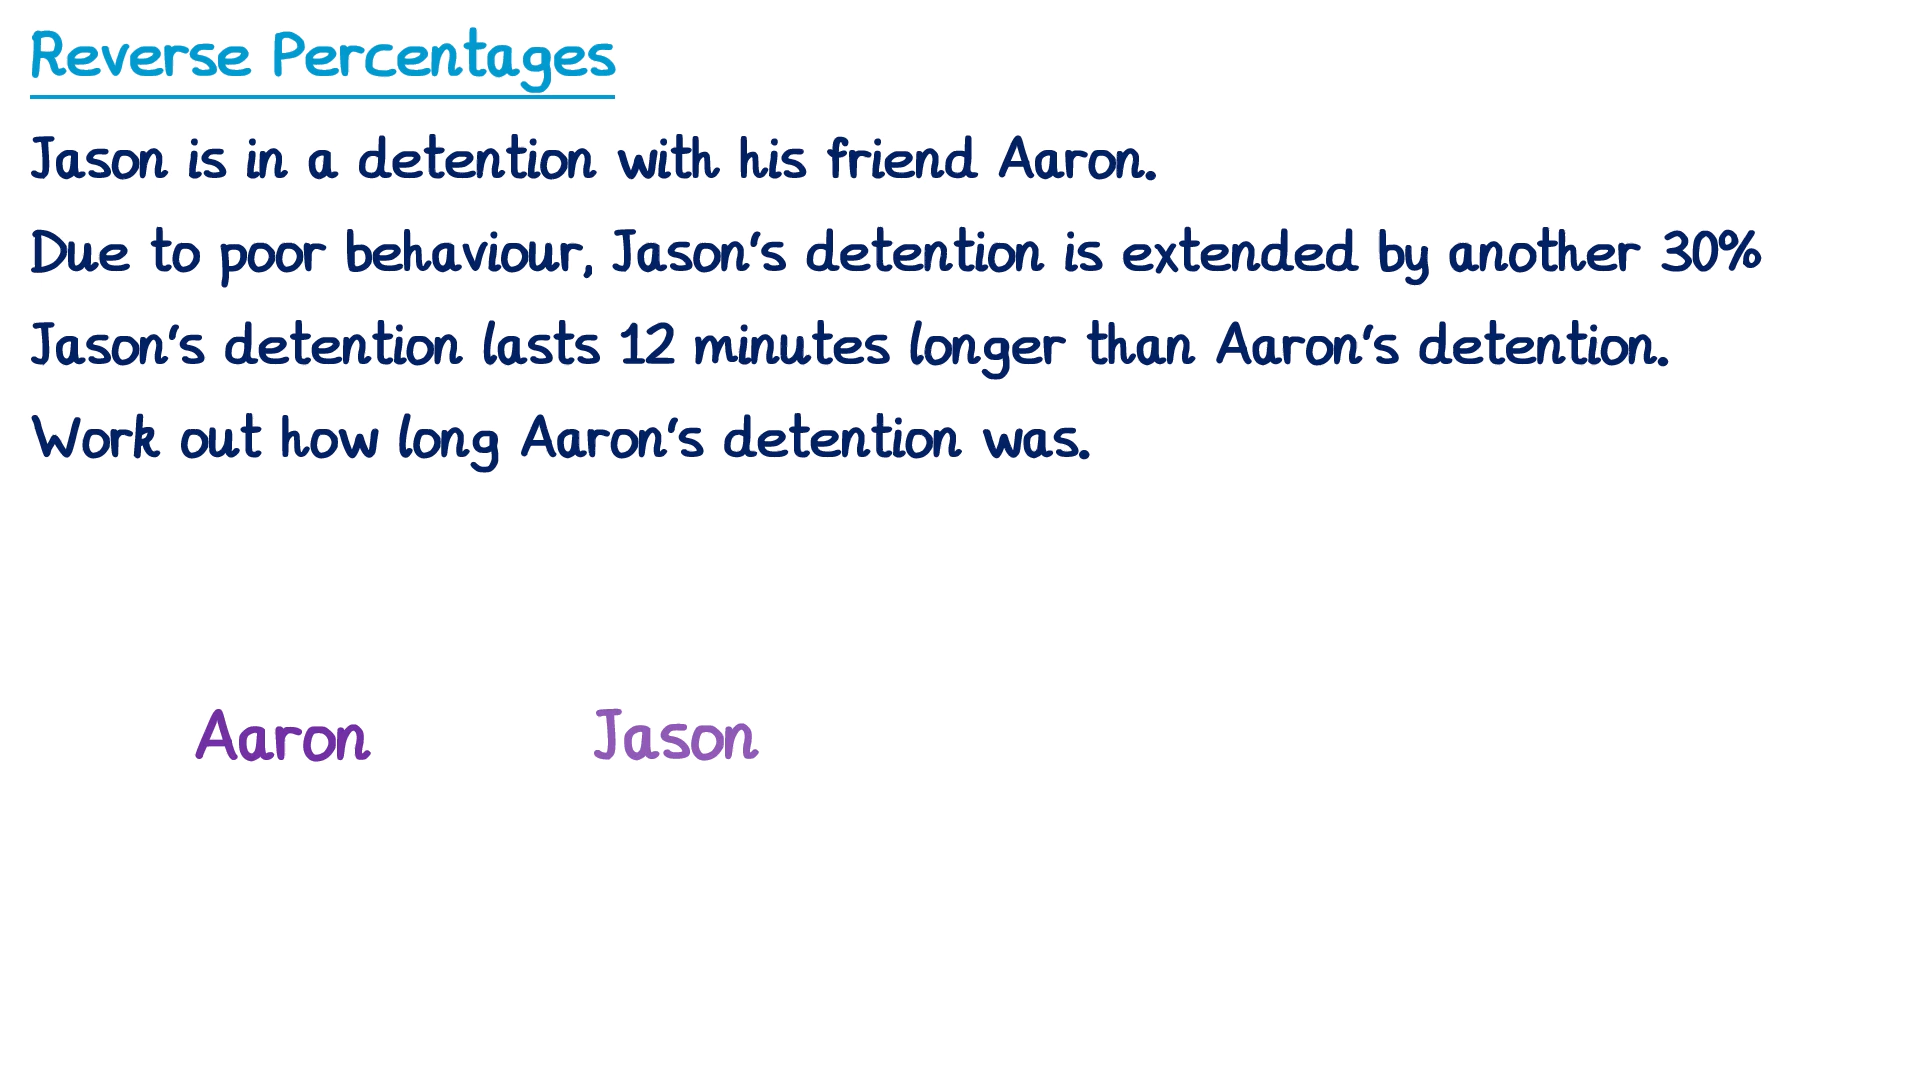 Reverse Percentages
Jason is in a detention with his friend Aaron.
Due to poor behaviour, Jason's detention is extended by another 30%
Jason's detention lasts 12 minutes longer than Aaron's detention.
Work out how long Aaron's detention was.
Aaron Jason